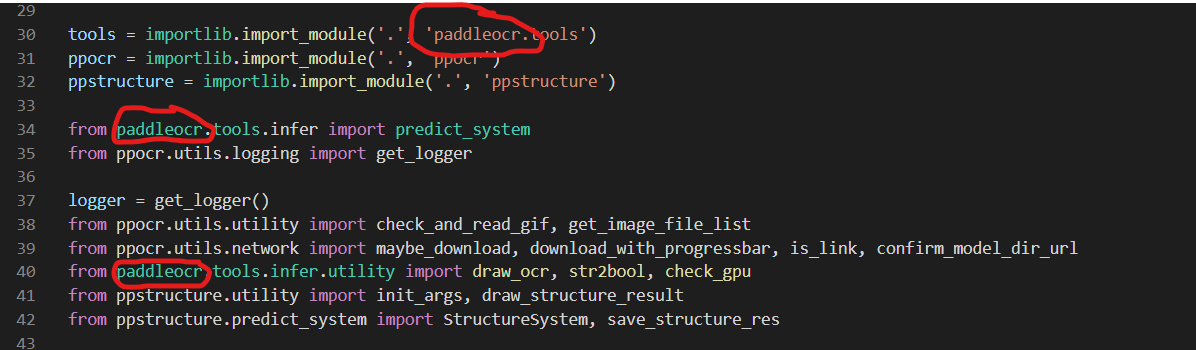 29
30 tools = importlib.import_module('.', 'paddleocr.tools')
31 ppocr = importlib.import_module('.', 'ppocr')
32 ppstructure = importlib.import_module('.', 'ppstructure')
33
34 from paddleocr.tools.infer import predict_system
35 from ppocr.utils.logging import get_logger
36
37 logger = get_logger()
38 from ppocr.utils.utility import check_and_read_gif, get_image_file_list
39 from ppocr.utils.network import maybe_download, download_with_progressbar, is_link, confirm_model_dir_url
40 from paddleocr.tools.infer.utility import draw_ocr, str2bool, check_gpu
41 from ppstructure.utility import init_args, draw_structure_result
42 from ppstructure.predict_system import StructureSystem, save_structure_res
43